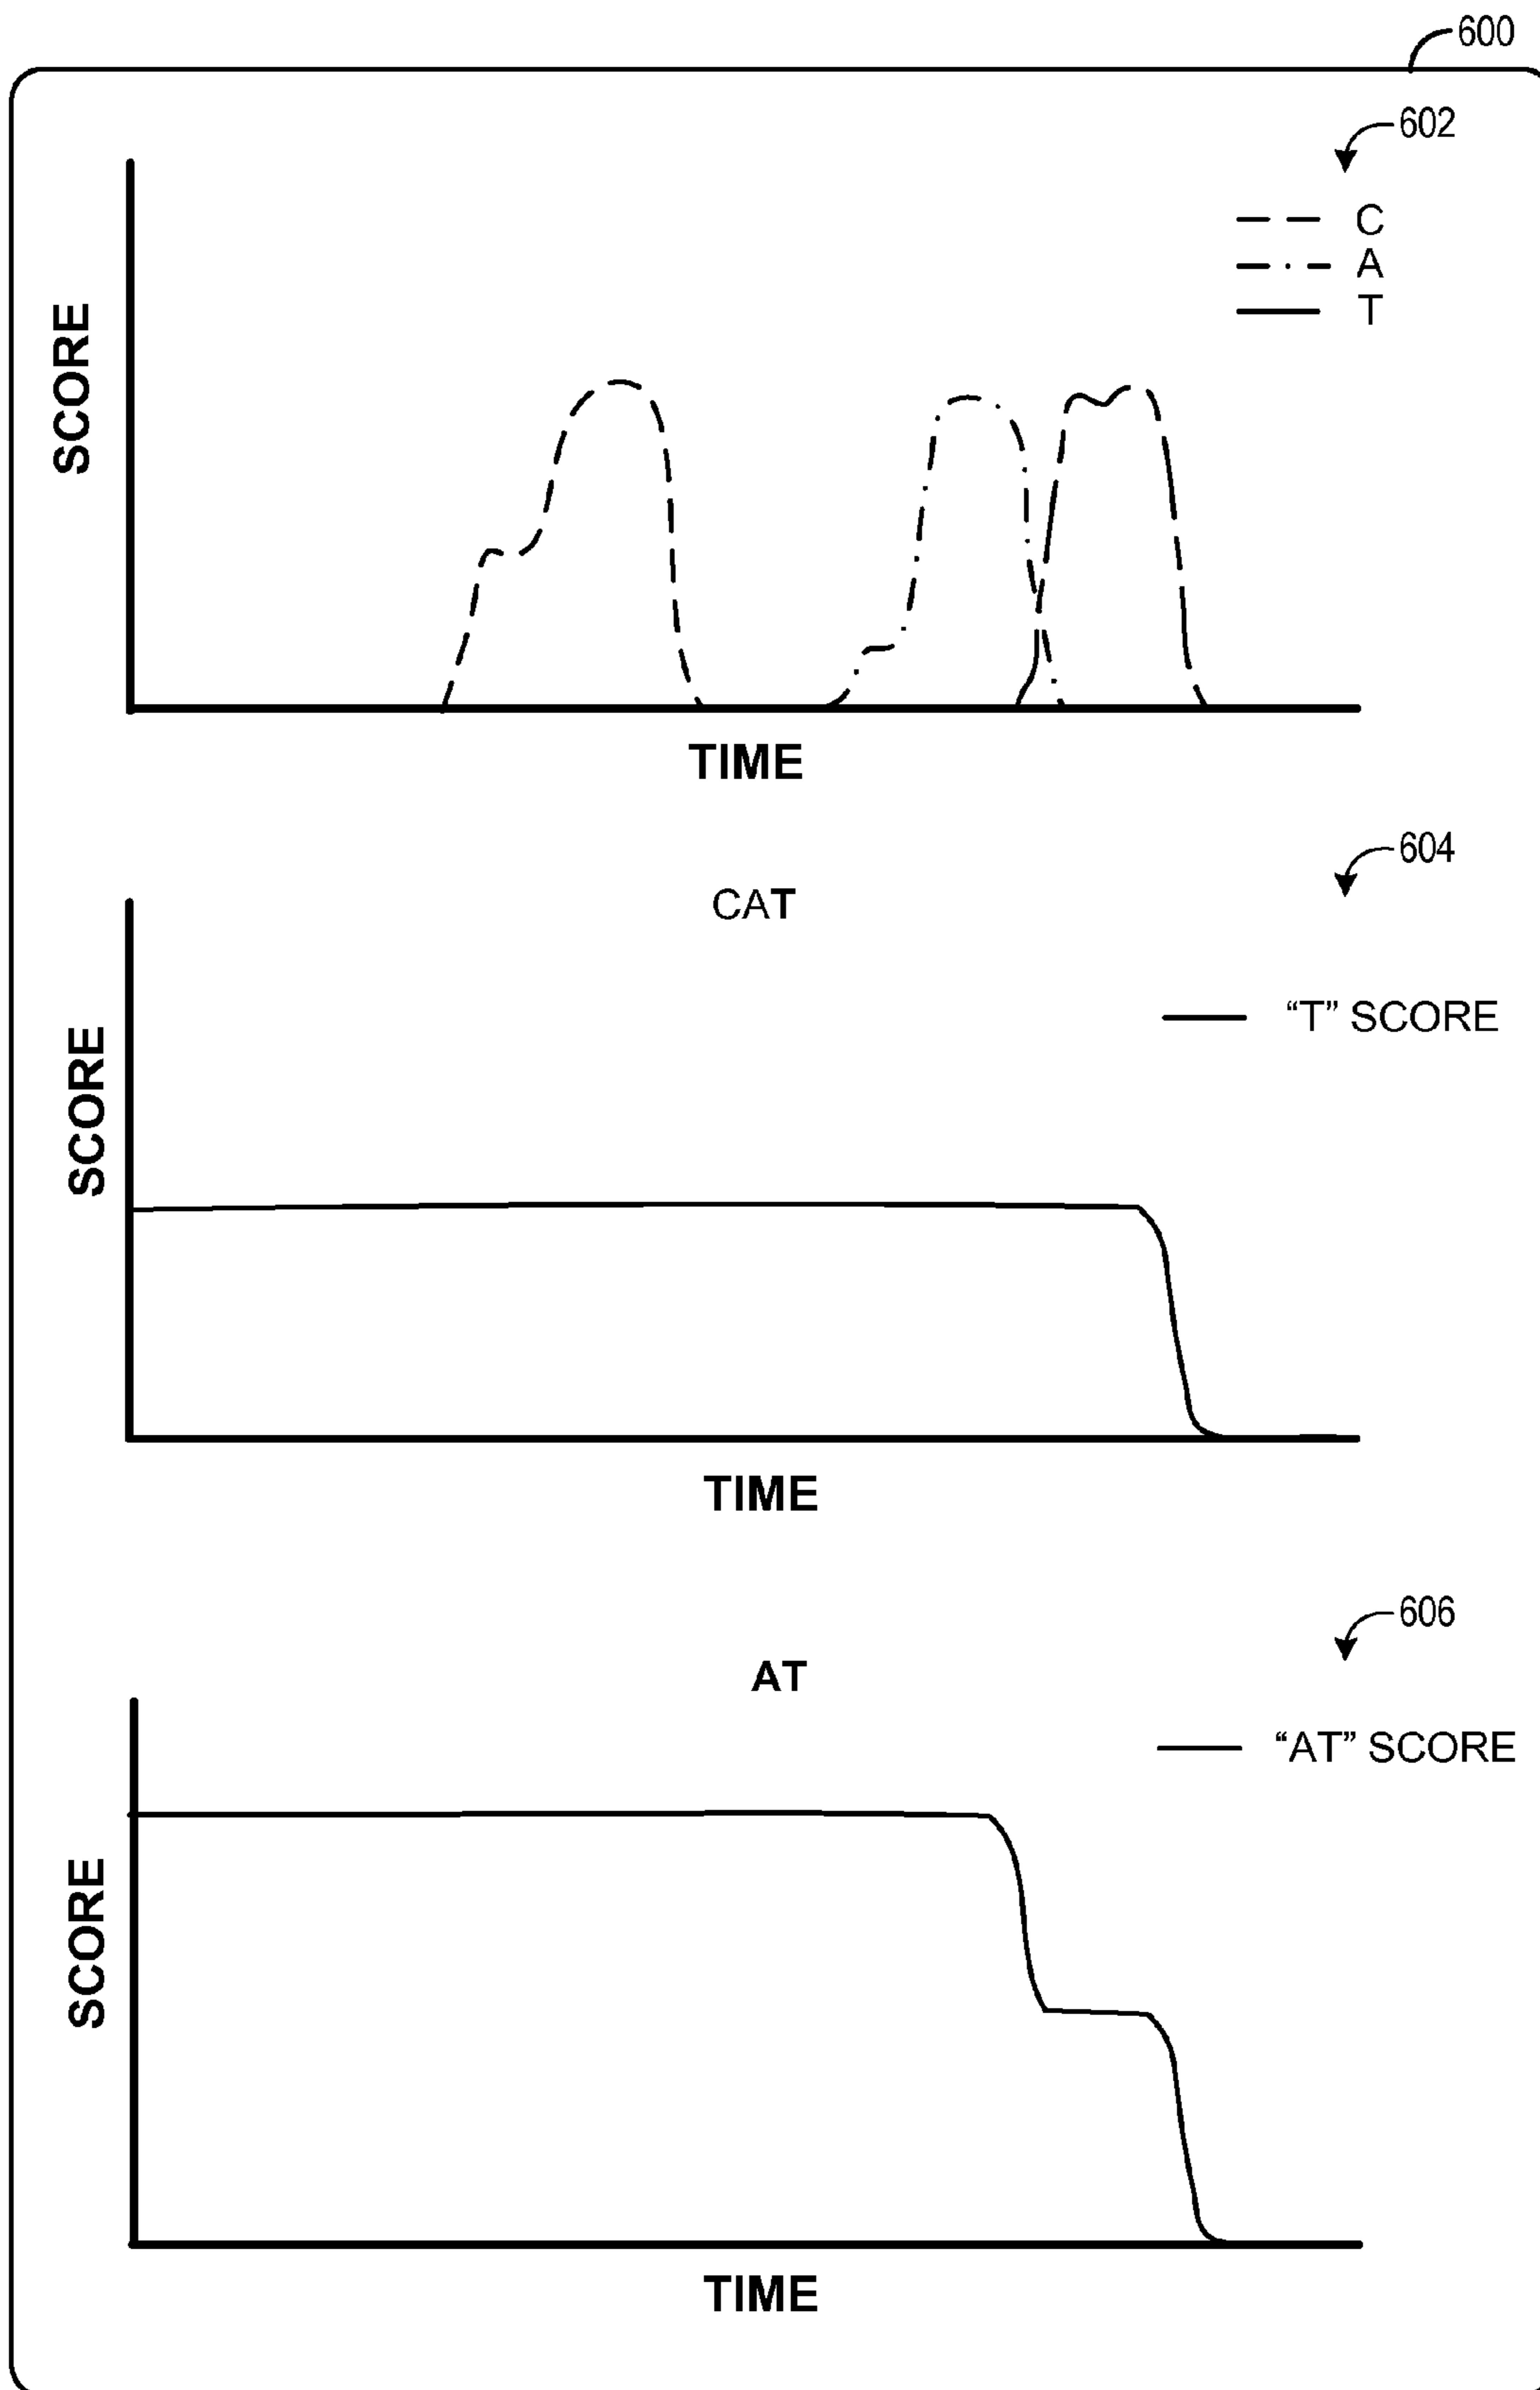 600
602
C
A
T
SCORE
TIME
604
CAT
"T" SCORE
SCORE
TIME
606
AT
"AT" SCORE
SCORE
TIME